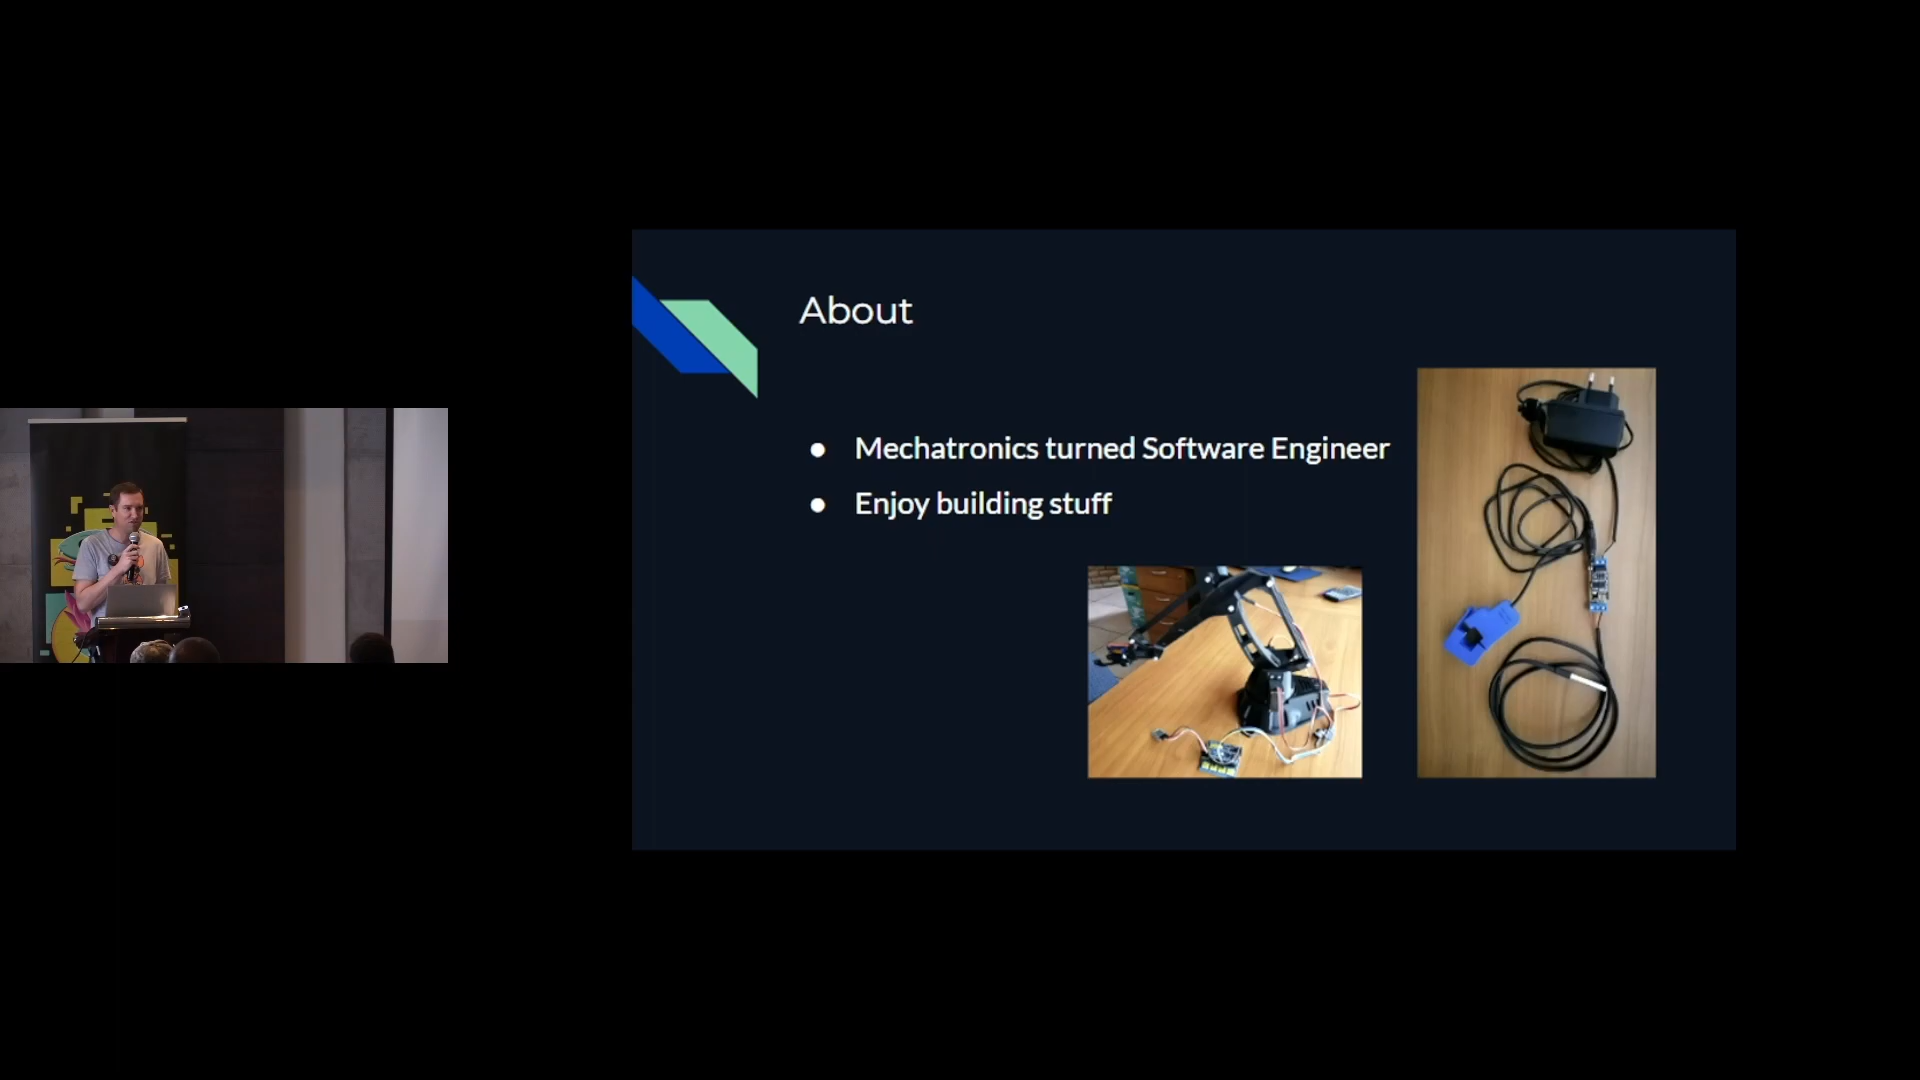 About
● Mechatronics turned Software Engineer
● Enjoy building stuff